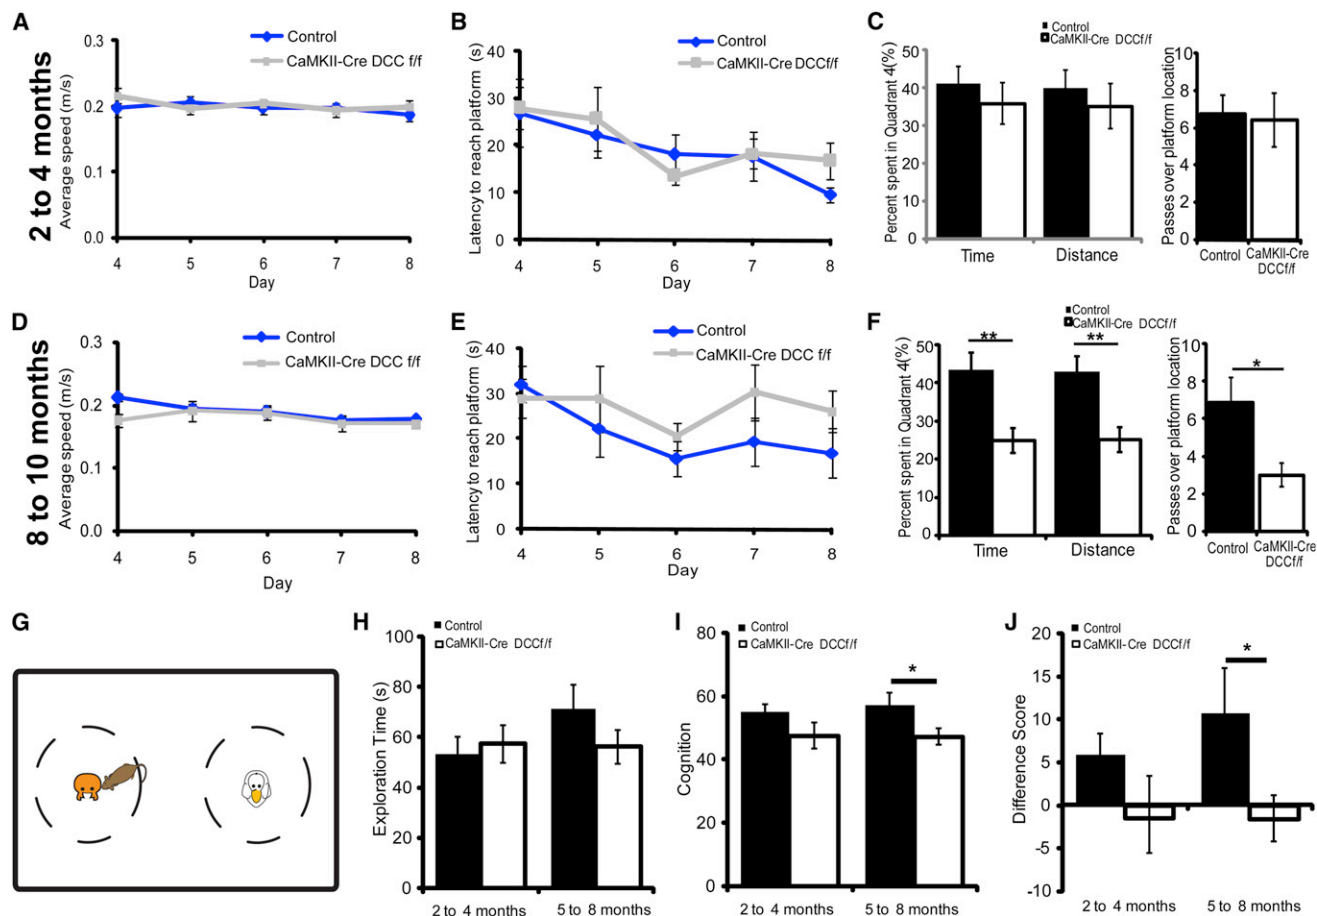 A
2 to 4 months
Average speed (m/s)
0.3
0.2
0.1
0.0
4 5 6 7 8
Day
Control
CaMKII-Cre DCC f/f
B
Latency to reach platform (s)
40
30
20
10
0
4 5 6 7 8
Day
Control
CaMKII-Cre DCCf/f
C
Control
CaMKII-Cre DCCf/f
Percent spent in Quadrant 4(%)
50
40
30
20
10
0
Time Distance
Passes over platform location
10
8
6
4
2
0
Control CaMKII-Cre
DCCf/f
D
8 to 10 months
Average speed (m/s)
0.3
0.2
0.1
0.0
4 5 6 7 8
Day
Control
CaMKII-Cre DCC f/f
E
Latency to reach platform (s)
40
30
20
10
0
4 5 6 7 8
Day
Control
CaMKII-Cre DCC f/f
F
Control
CaMKII-Cre DCCf/f
Percent spent in Quadrant 4(%)
50
40
30
20
10
0
** **
Time Distance
Passes over platform location
10
8
6
4
2
0
*
Control CaMKII-Cre
DCCf/f
G
H
Control
CaMKII-Cre DCCf/f
Exploration Time (s)
100
80
60
40
20
0
2 to 4 months 5 to 8 months
I
Control
CaMKII-Cre DCCf/f
Cognition
80
60
40
20
0
*
2 to 4 months 5 to 8 months
J
Control
CaMKII-Cre DCCf/f
Difference Score
20
15
10
5
0
-5
-10
*
2 to 4 months 5 to 8 months